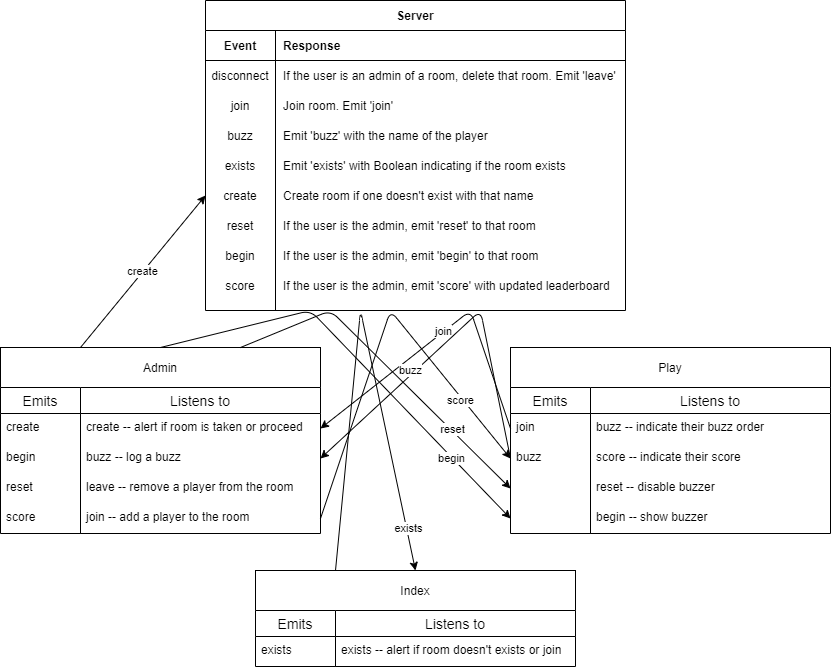 Server
Event Response
disconnect If the user is an admin of a room, delete that room. Emit 'leave'
join Join room. Emit 'join'
buzz Emit 'buzz' with the name of the player
exists Emit 'exists' with Boolean indicating if the room exists
create Create room if one doesn't exist with that name
reset If the user is the admin, emit 'reset' to that room
begin If the user is the admin, emit 'begin' to that room
score If the user is the admin, emit 'score' with updated leaderboard
create
join
buzz
score
reset
begin
exists
Admin
Emits Listens to
create create -- alert if room is taken or proceed
begin buzz -- log a buzz
reset leave -- remove a player from the room
score join -- add a player to the room
Play
Emits Listens to
join buzz -- indicate their buzz order
buzz score -- indicate their score
reset -- disable buzzer
begin -- show buzzer
Index
Emits Listens to
exists exists -- alert if room doesn't exists or join